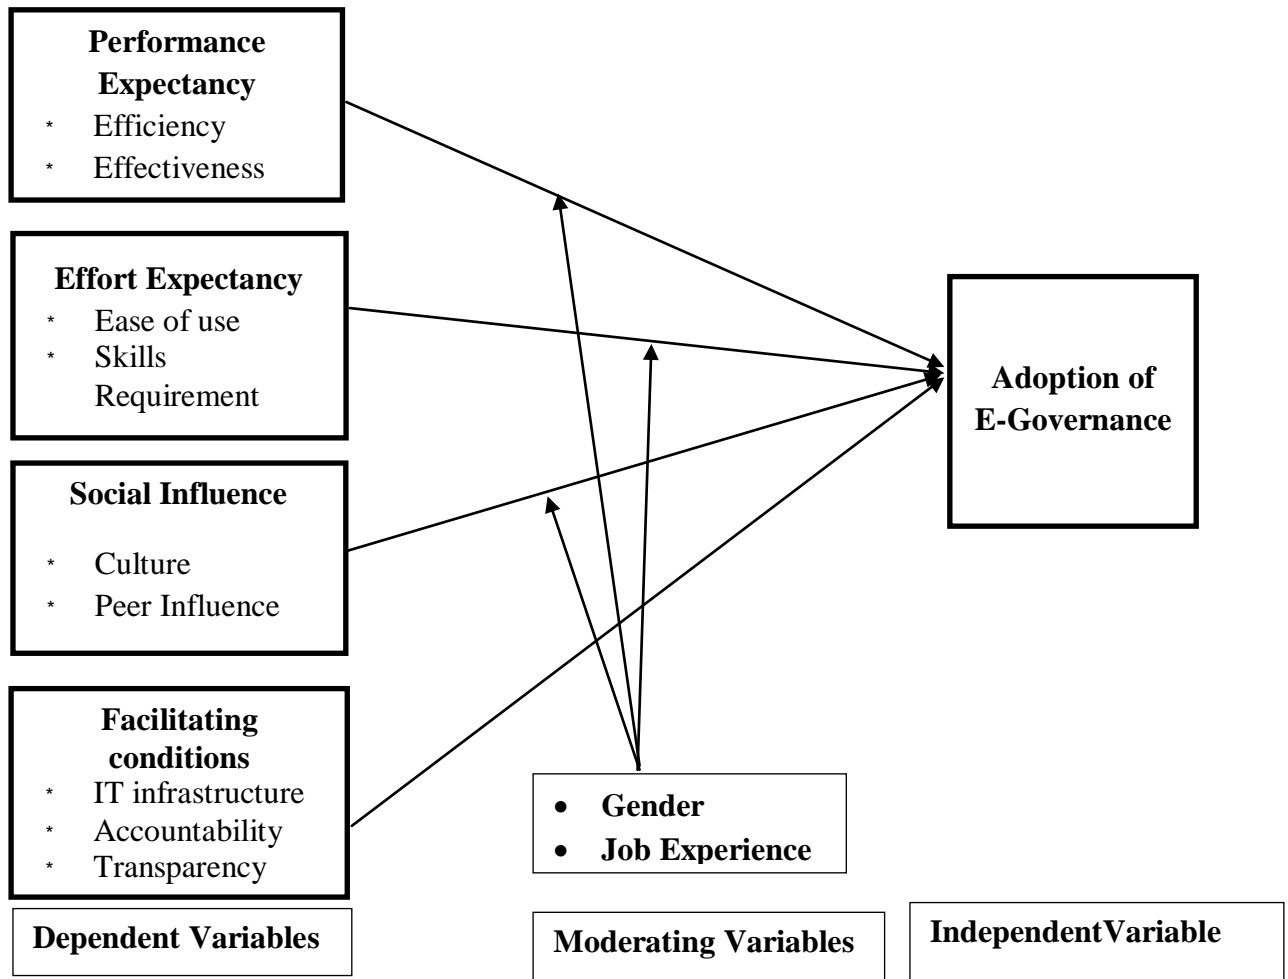 Performance
Expectancy
* Efficiency
* Effectiveness
Effort Expectancy
* Ease of use
* Skills
Requirement
Social Influence
* Culture
* Peer Influence
Facilitating
conditions
* IT infrastructure
* Accountability
* Transparency
Adoption of
E-Governance
• Gender
• Job Experience
Dependent Variables
Moderating Variables
IndependentVariable